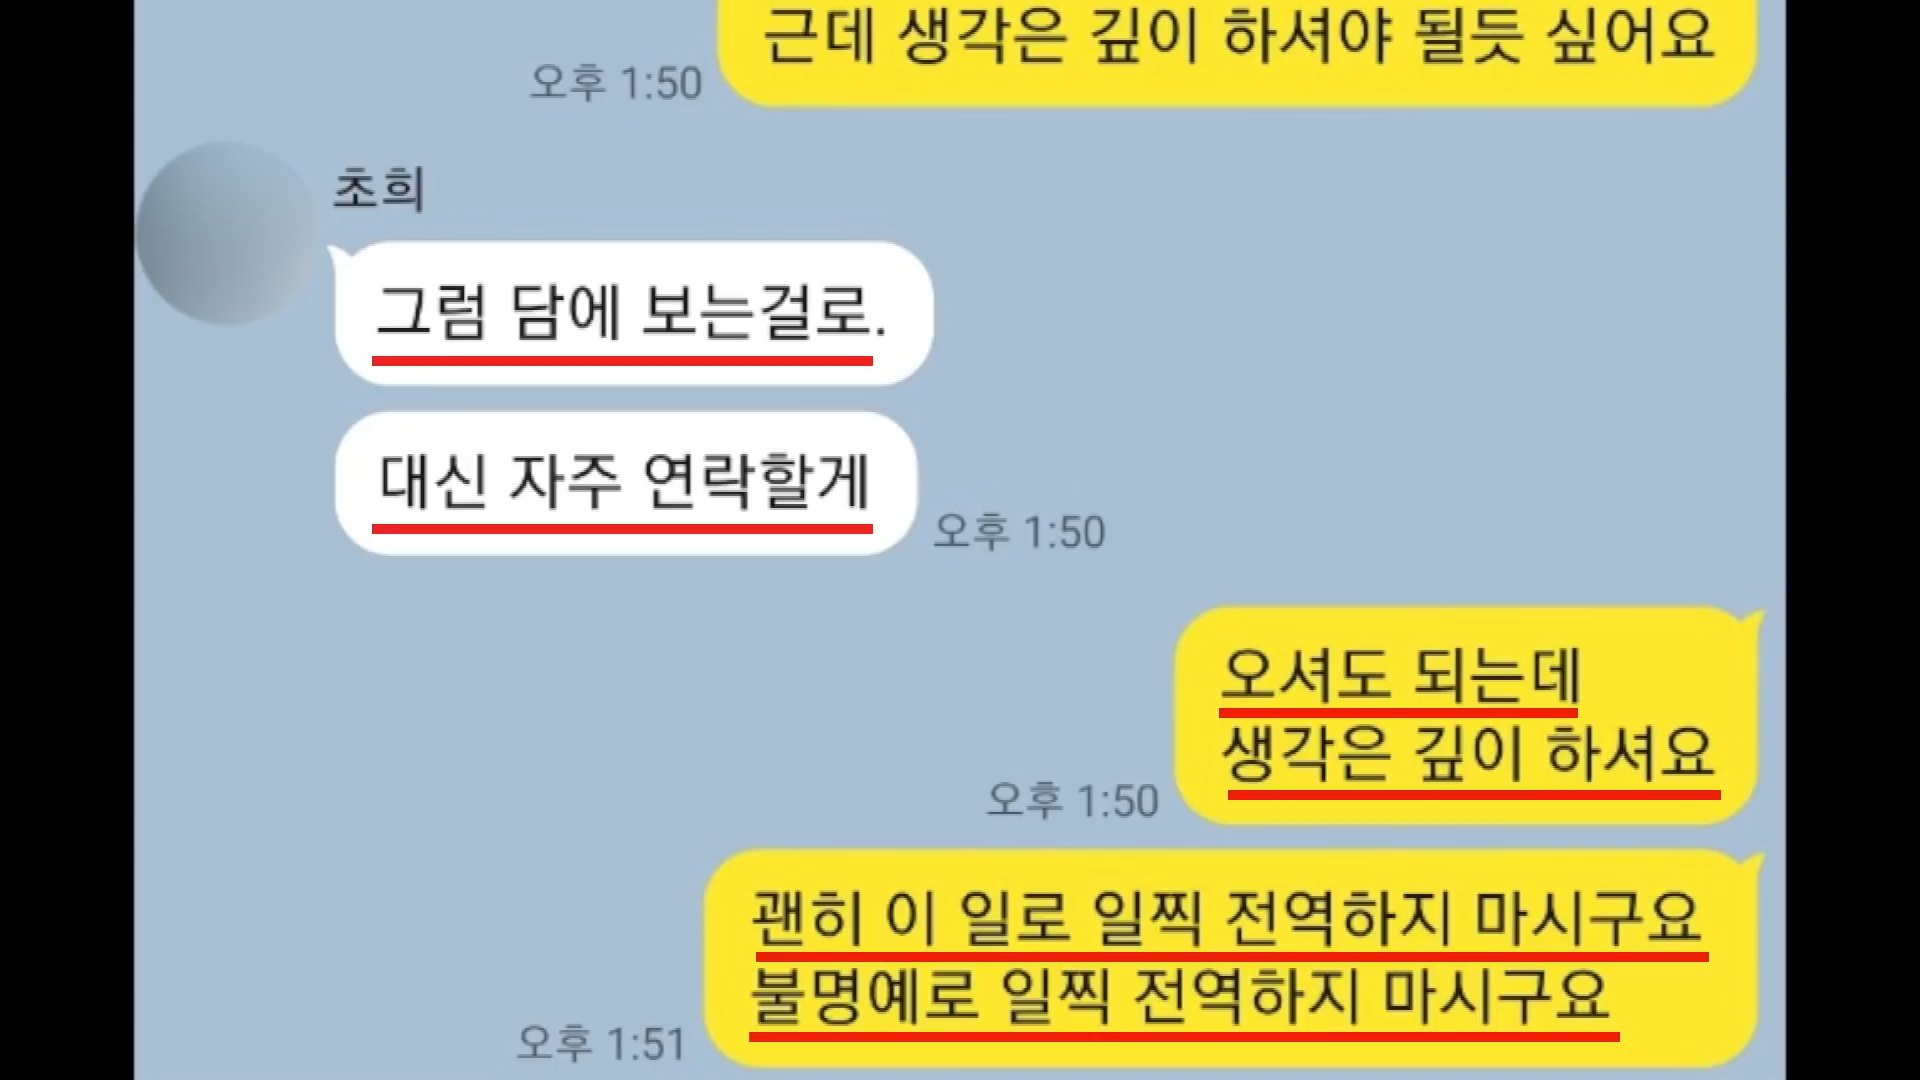 근데 생각은 깊이 하셔야 될듯 싶어요
오후 1:50
초희
그럼 담에 보는걸로.
대신 자주 연락할게
오후 1:50
오셔도 되는데
생각은 깊이 하셔요
오후 1:50
괜히 이 일로 일찍 전역하지 마시구요
불명예로 일찍 전역하지 마시구요
오후 1:51